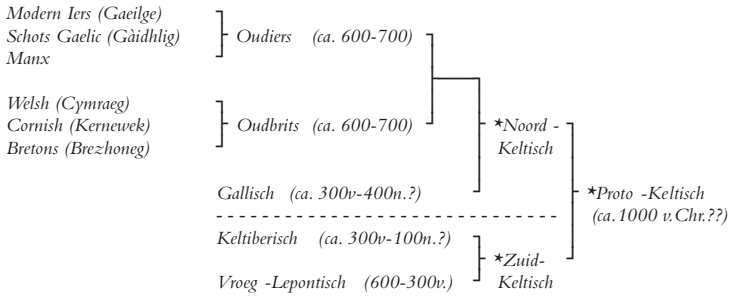 Modern Iers (Gaeilge)
Schots Gaelic (Gàidhlig)
Manx
Oudiers (ca. 600-700)
Welsh (Cymraeg)
Cornish (Kernewek)
Bretons (Brezhoneg)
Oudbrits (ca. 600-700)
*Noord -
Keltisch
Gallisch (ca. 300v-400n.?)
*Proto -Keltisch
(ca.1000 v.Chr.??)
Keltiberisch (ca. 300v-100n.?)
*Zuid-
Keltisch
Vroeg -Lepontisch (600-300v.)